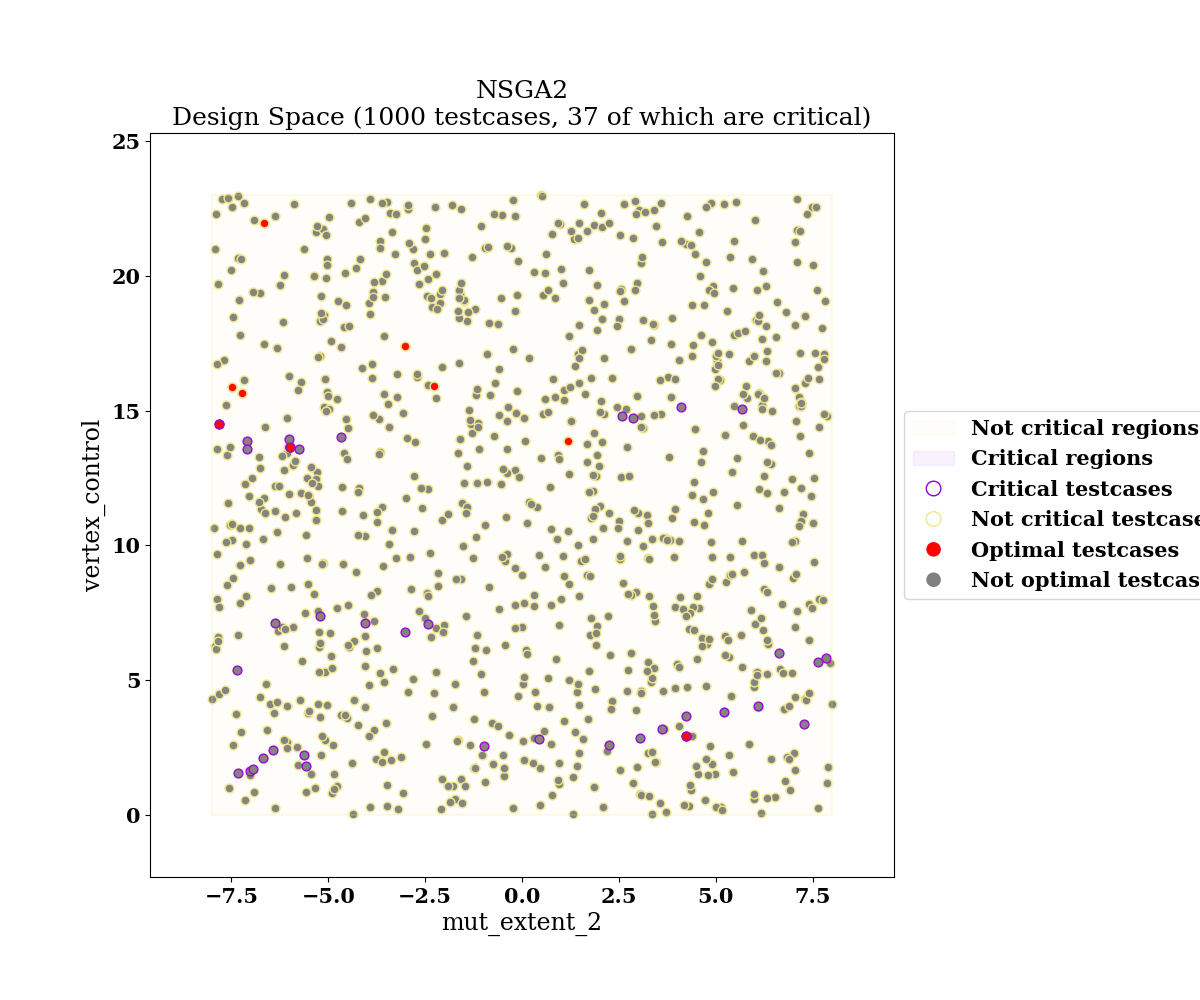 NSGA2
Design Space (1000 testcases, 37 of which are critical)
25
20
15
10
5
0
vertex_control
−7.5 −5.0 −2.5 0.0 2.5 5.0 7.5
mut_extent_2
Not critical regions
Critical regions
Critical testcases
Not critical testcase
Optimal testcases
Not optimal testcas